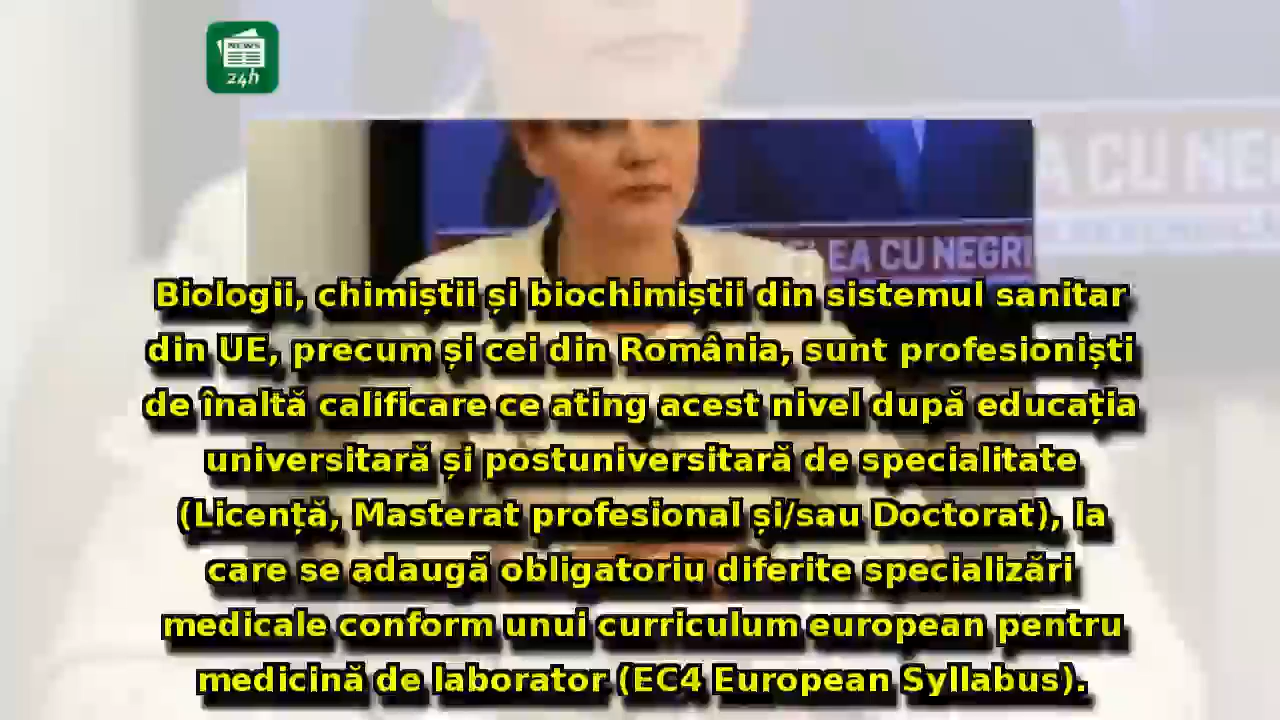 NEWS
24h
A CU NE
EA CU NEGRI
Biologii, chimiștii și biochimiștii din sistemul sanitar
din UE, precum și cei din România, sunt profesioniști
de înaltă calificare ce ating acest nivel după educația
universitară și postuniversitară de specialitate
(Licență, Masterat profesional și/sau Doctorat), la
care se adaugă obligatoriu diferite specializări
medicale conform unui curriculum european pentru
medicină de laborator (EC4 European Syllabus).